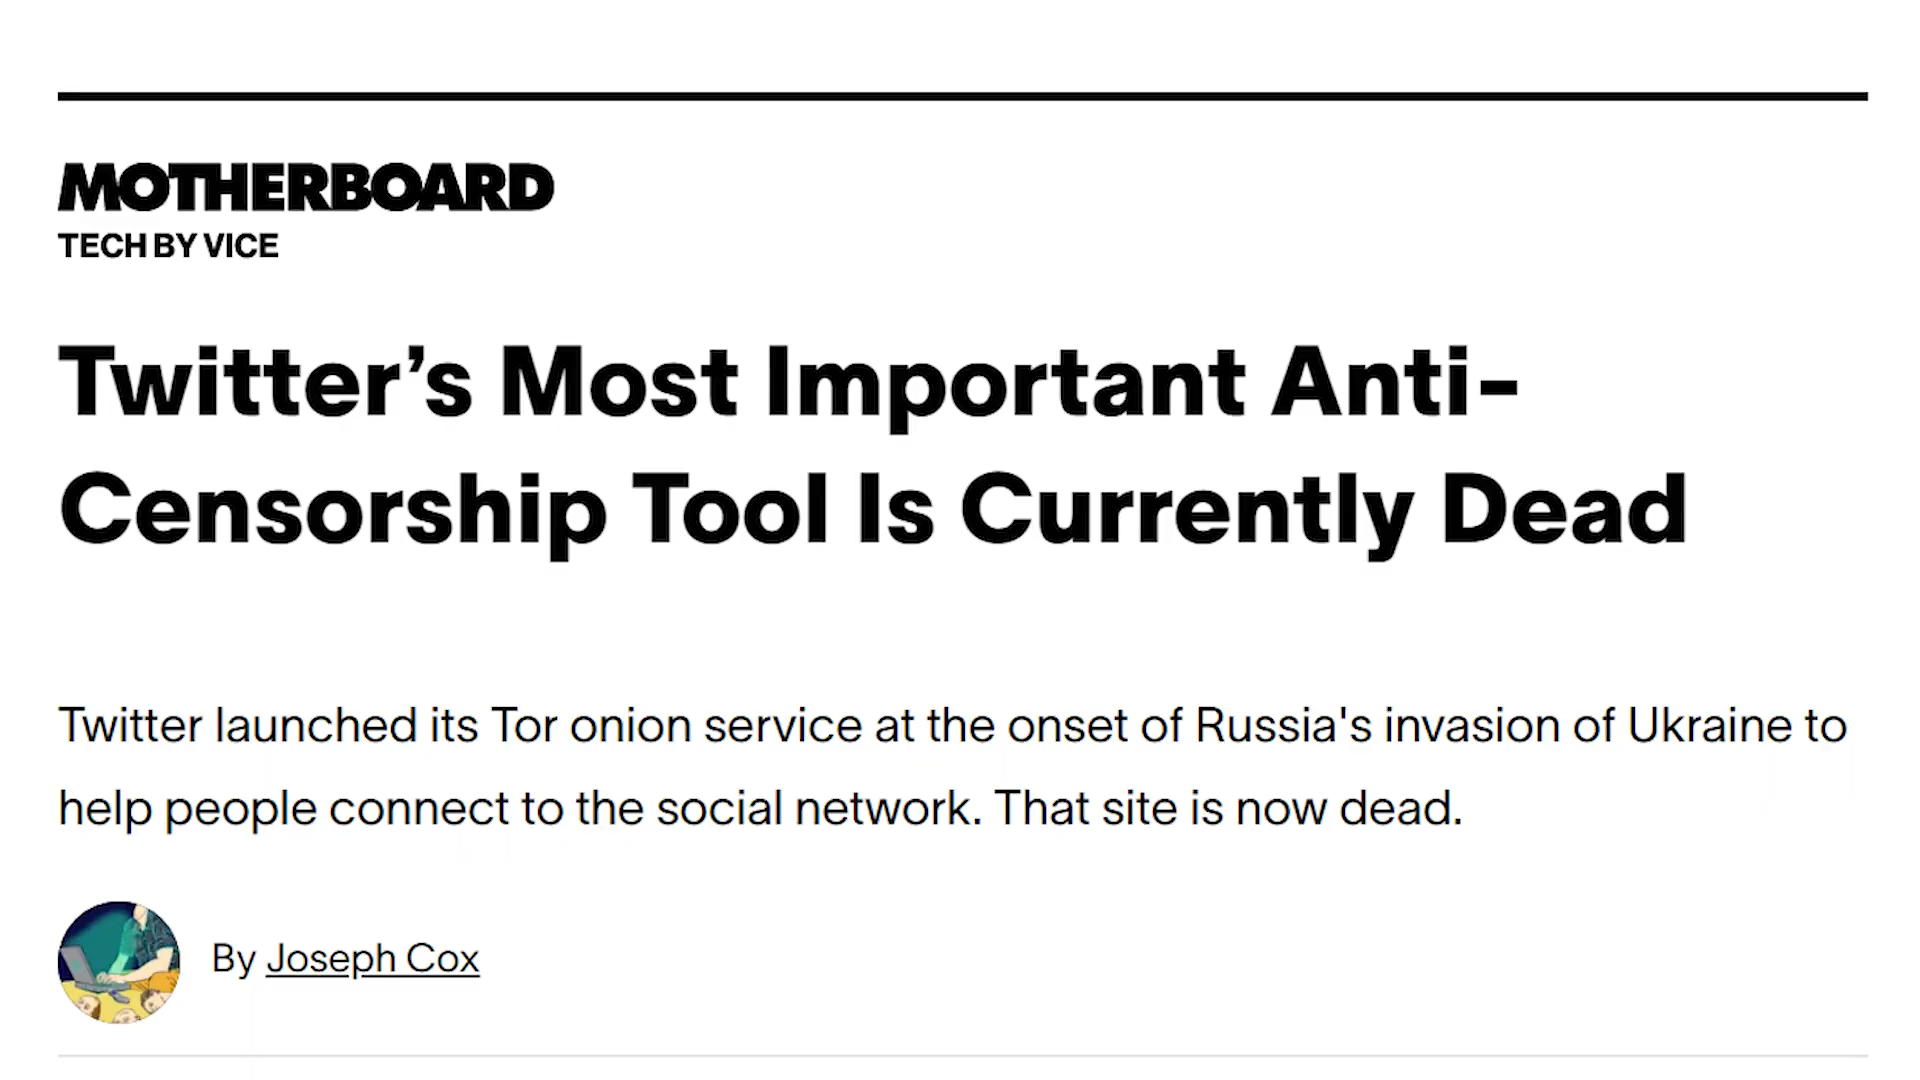 MOTHERBOARD
TECH BY VICE
Twitter’s Most Important Anti-
Censorship Tool Is Currently Dead
Twitter launched its Tor onion service at the onset of Russia's invasion of Ukraine to
help people connect to the social network. That site is now dead.
By Joseph Cox